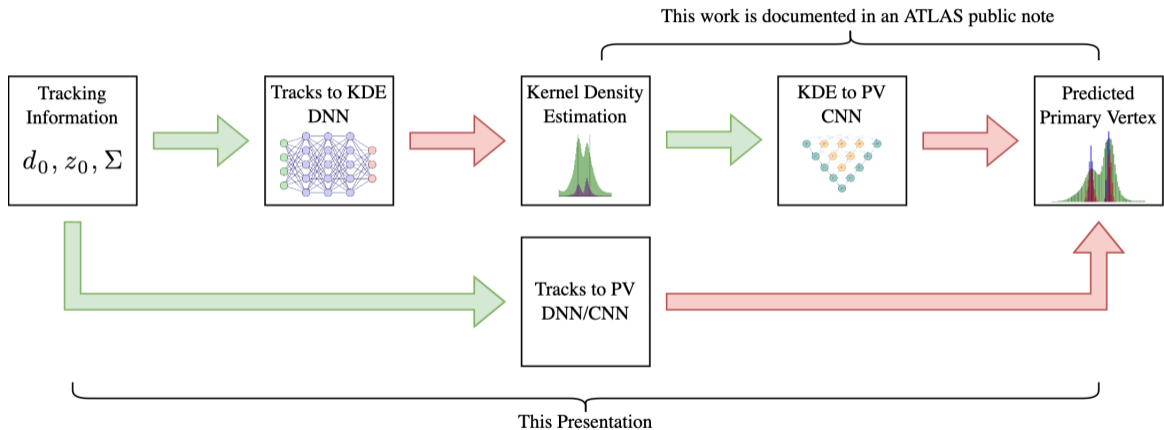 This work is documented in an ATLAS public note
Tracking
Information
d₀, z₀, Σ
Tracks to KDE
DNN
Kernel Density
Estimation
KDE to PV
CNN
Predicted
Primary Vertex
Tracks to PV
DNN/CNN
This Presentation